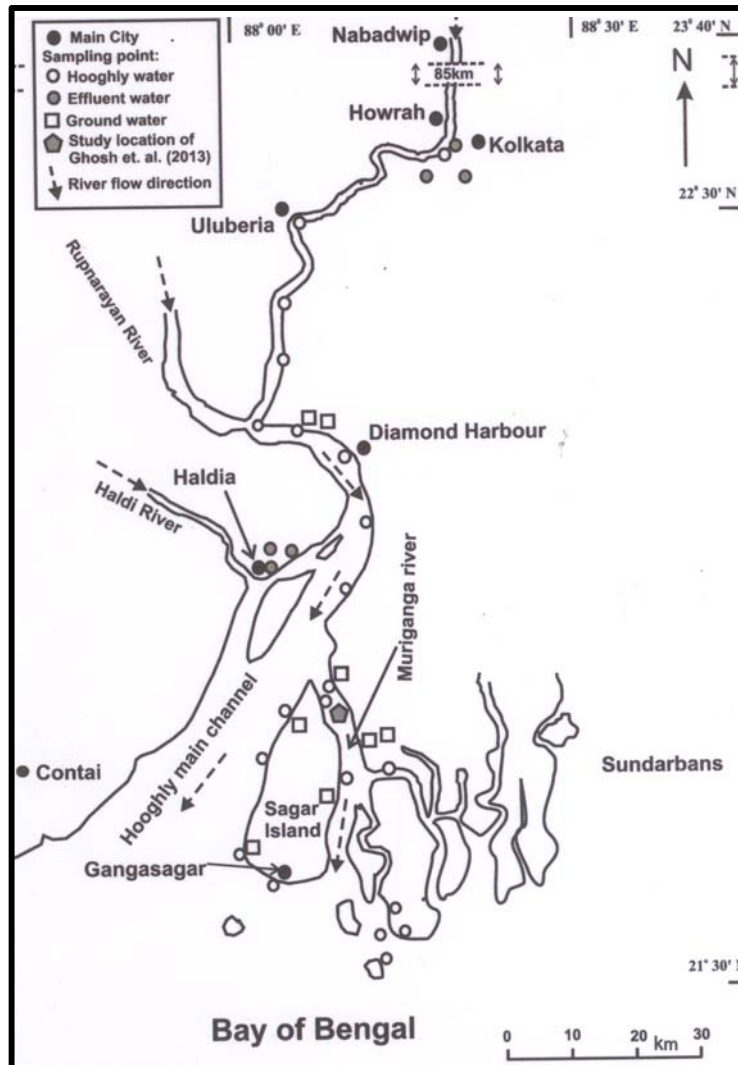 Main City
Sampling point:
Hooghly water
Effluent water
Ground water
Study location of
Ghosh et. al. (2013)
River flow direction
88° 00' E
88° 30' E
23° 40' N
Nabadwip
N
85km
Howrah
Kolkata
22° 30' N
Uluberia
Rupnarayan River
Diamond Harbour
Haldia
Haldi River
Muriganga river
Hooghly main channel
Contai
Sundarbans
Sagar
Island
Gangasagar
21° 30' N
Bay of Bengal
0 10 20 30
km